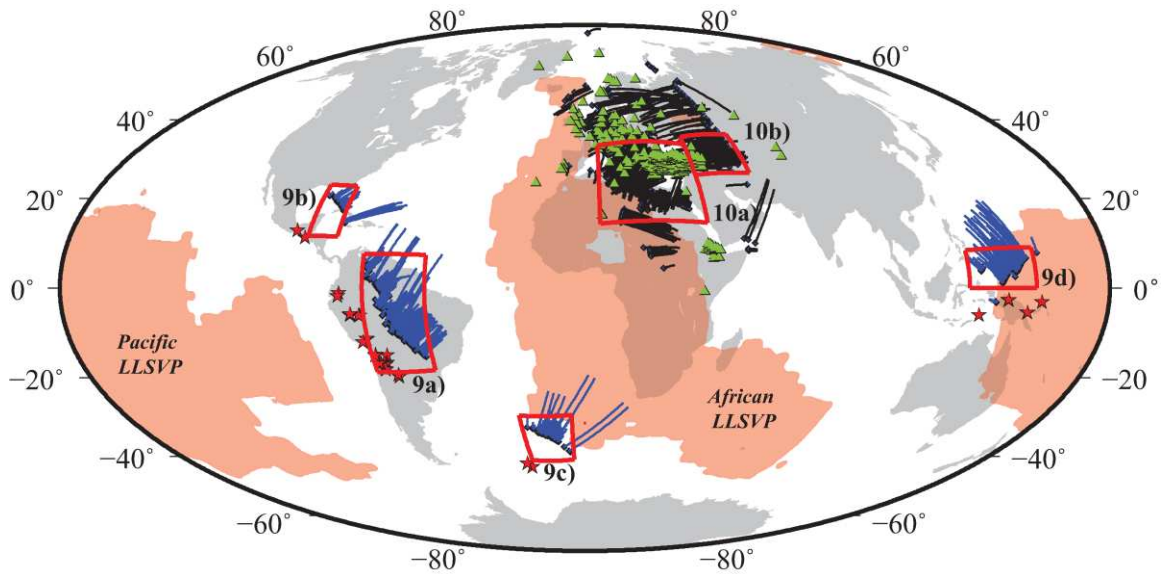 80˚ 80˚
60˚ 60˚
40˚ 10b) 40˚
20˚ 9b) 10a) 20˚
0˚ 9d) 0˚
Pacific
LLSVP
−20˚ 9a) African
LLSVP −20˚
−40˚ 9c) −40˚
−60˚ −60˚
−80˚ −80˚